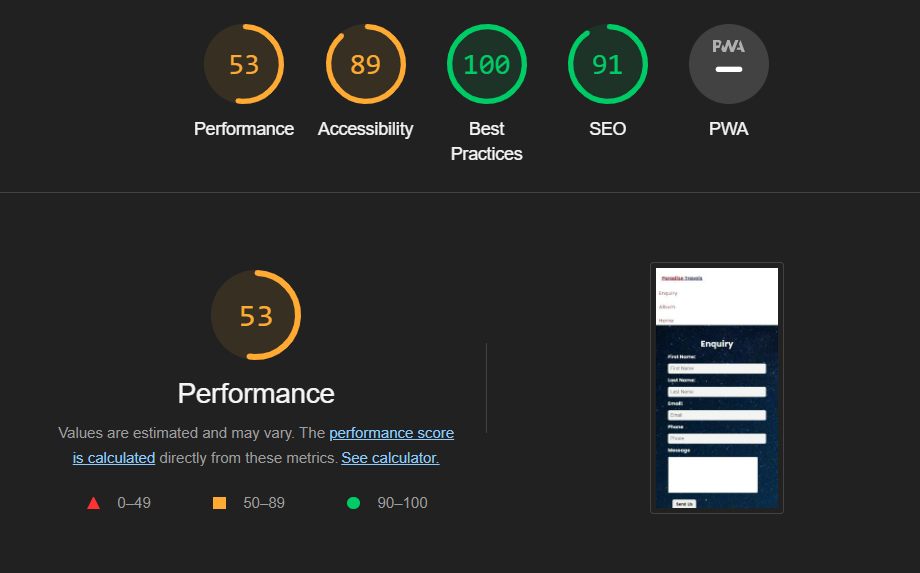 53
89
100
91
PWA
Performance
Accessibility
Best
Practices
SEO
PWA
53
Performance
Values are estimated and may vary. The performance score
is calculated directly from these metrics. See calculator.
0–49
50–89
90–100
Paradise Travels
Enquiry
Album
Home
Enquiry
First Name:
First Name
Last Name:
Last Name
Email:
Email
Phone
Phone
Message
Send Us